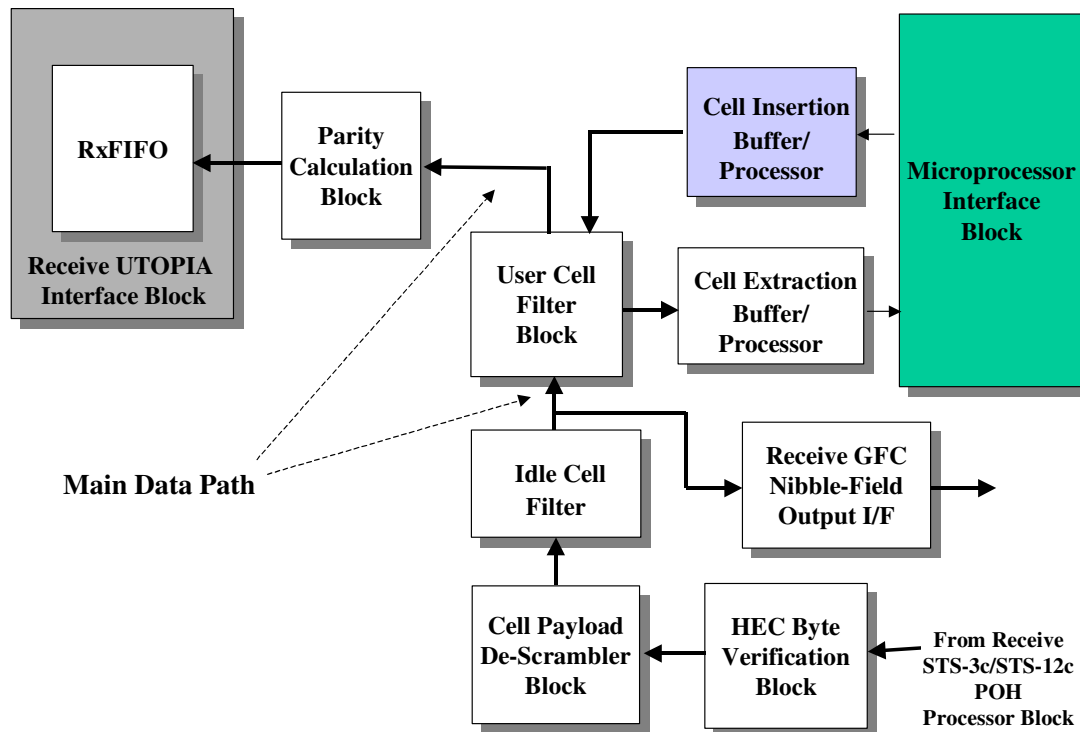 RxFIFO
Receive UTOPIA
Interface Block
Parity
Calculation
Block
Cell Insertion
Buffer/
Processor
Microprocessor
Interface
Block
User Cell
Filter
Block
Cell Extraction
Buffer/
Processor
Main Data Path
Idle Cell
Filter
Receive GFC
Nibble-Field
Output I/F
Cell Payload
De-Scrambler
Block
HEC Byte
Verification
Block
From Receive
STS-3c/STS-12c
POH
Processor Block